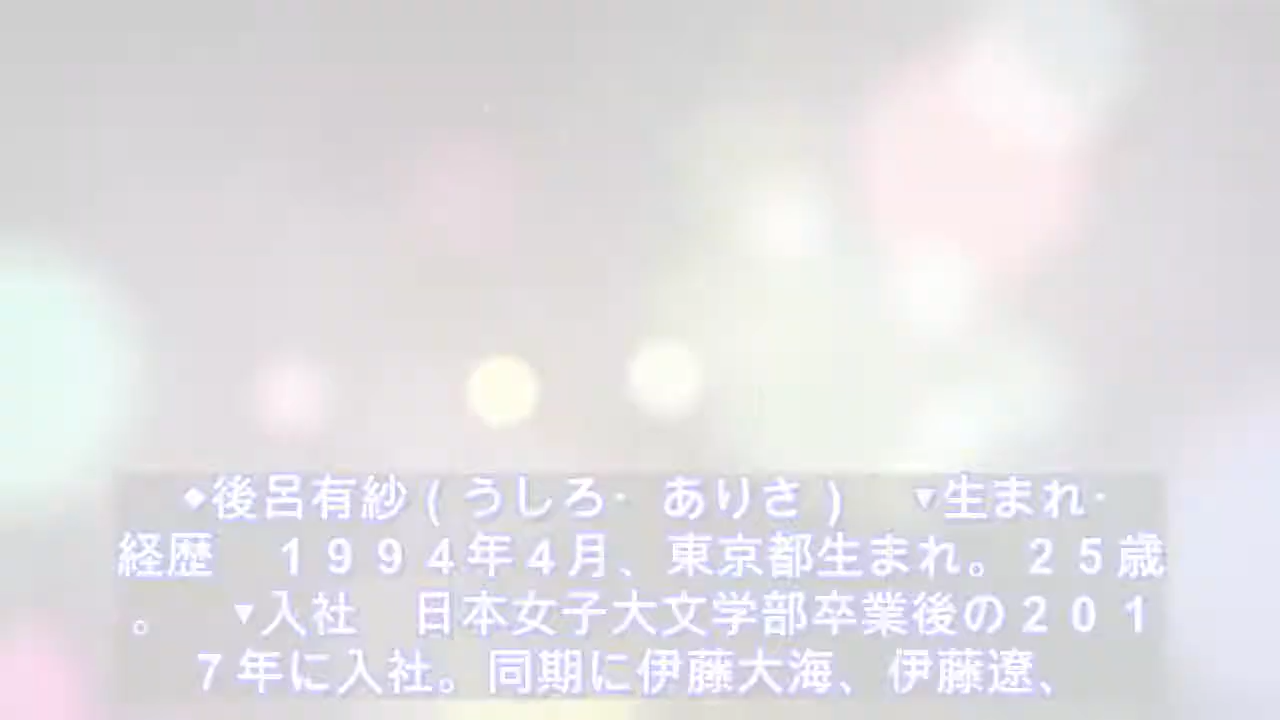 ◆後呂有紗(うしろ・ありさ) ▼生まれ・
経歴 1994年4月、東京都生まれ。25歳
。 ▼入社 日本女子大文学部卒業後の201
7年に入社。同期に伊藤大海、伊藤遼、